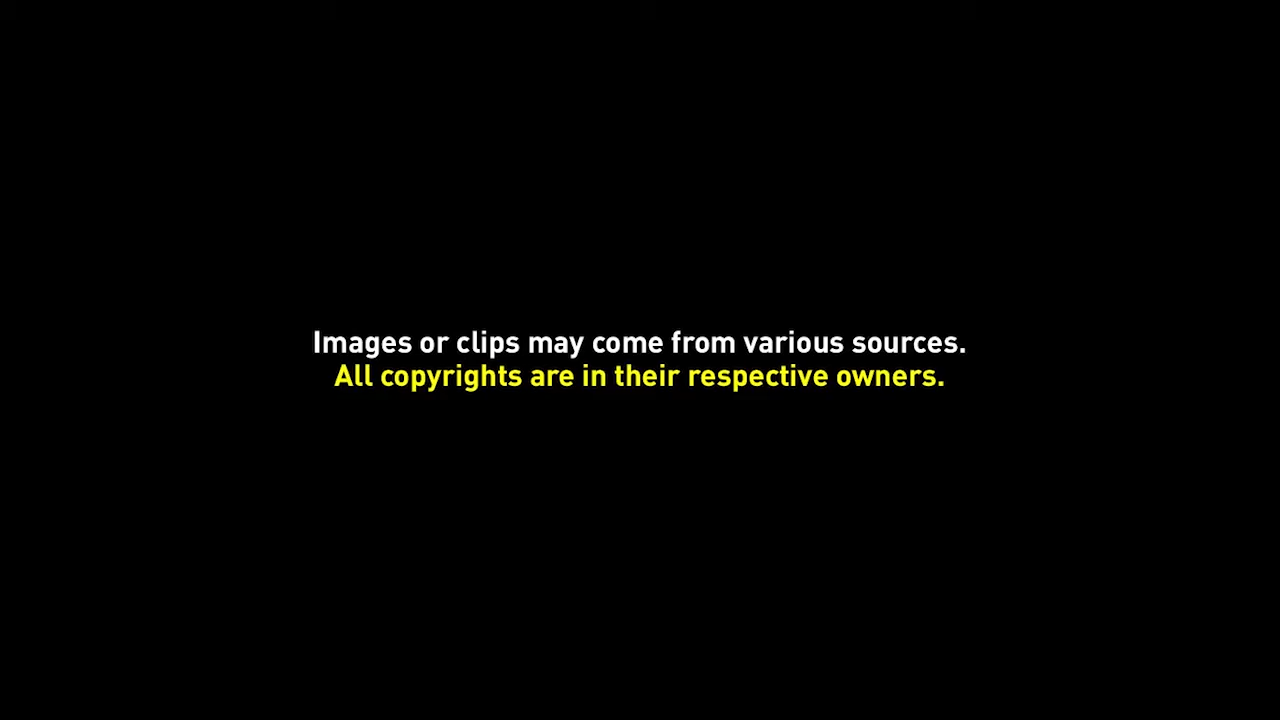 Images or clips may come from various sources.
All copyrights are in their respective owners.